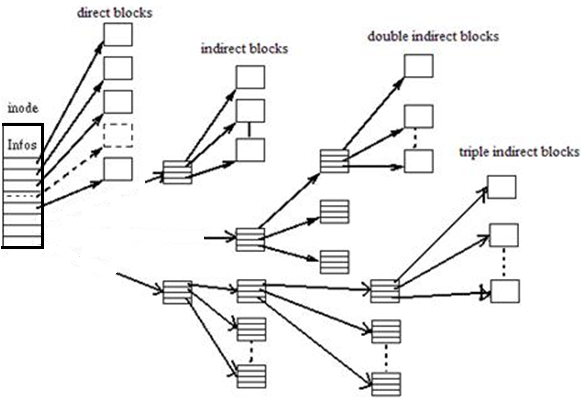 direct blocks
indirect blocks
double indirect blocks
inode
Infos
triple indirect blocks